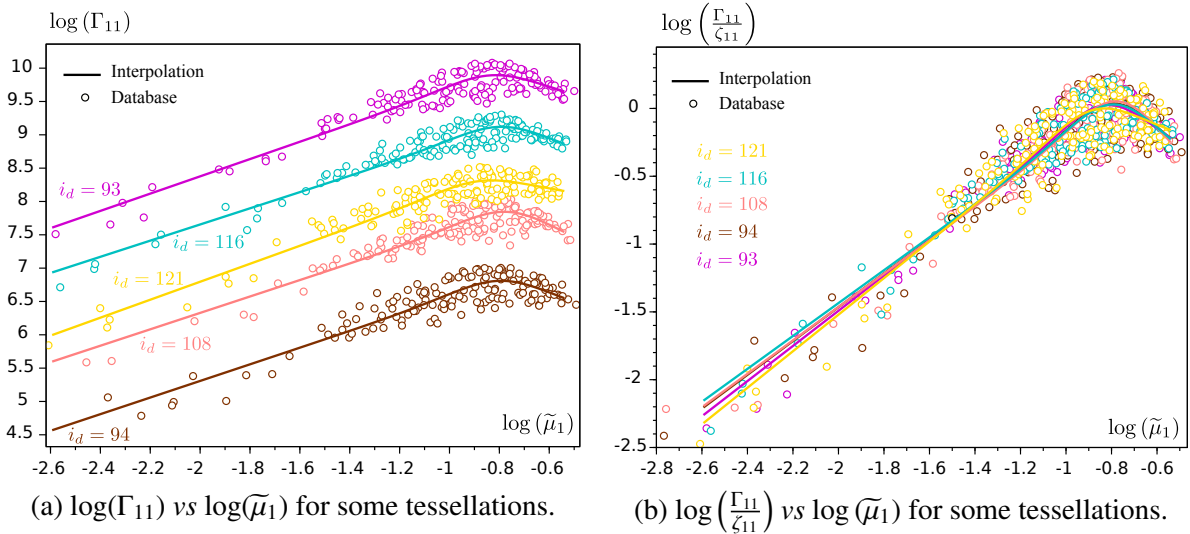 log (Γ₁₁)
10
9.5
9
8.5
8
7.5
7
6.5
6
5.5
5
4.5
Interpolation
Database
i_d = 93
i_d = 116
i_d = 121
i_d = 108
i_d = 94
log (μ̃₁)
-2.6 -2.4 -2.2 -2 -1.8 -1.6 -1.4 -1.2 -1 -0.8 -0.6
(a) log(Γ₁₁) vs log(μ̃₁) for some tessellations.
log (Γ₁₁/ζ₁₁)
0
-0.5
-1
-1.5
-2
-2.5
Interpolation
Database
i_d = 121
i_d = 116
i_d = 108
i_d = 94
i_d = 93
log (μ̃₁)
-2.8 -2.6 -2.4 -2.2 -2 -1.8 -1.6 -1.4 -1.2 -1 -0.8 -0.6
(b) log (Γ₁₁/ζ₁₁) vs log (μ̃₁) for some tessellations.